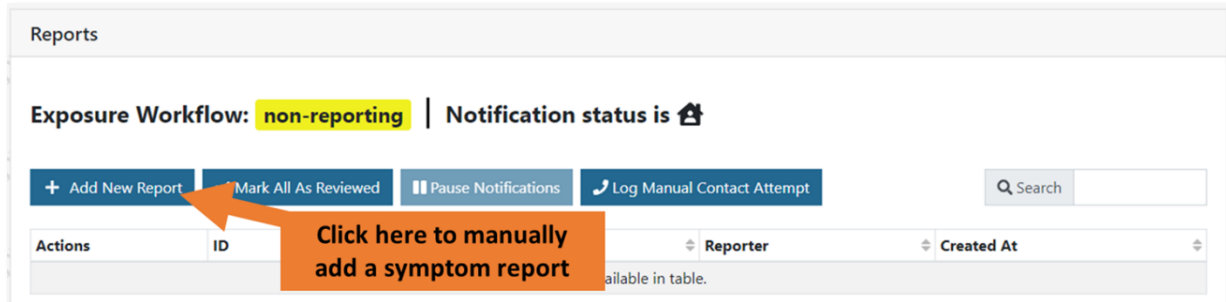 Reports
Exposure Workflow: non-reporting | Notification status is
+ Add New Report Mark All As Reviewed Pause Notifications Log Manual Contact Attempt Search
Actions ID Reporter Created At
Click here to manually
add a symptom report
in table.